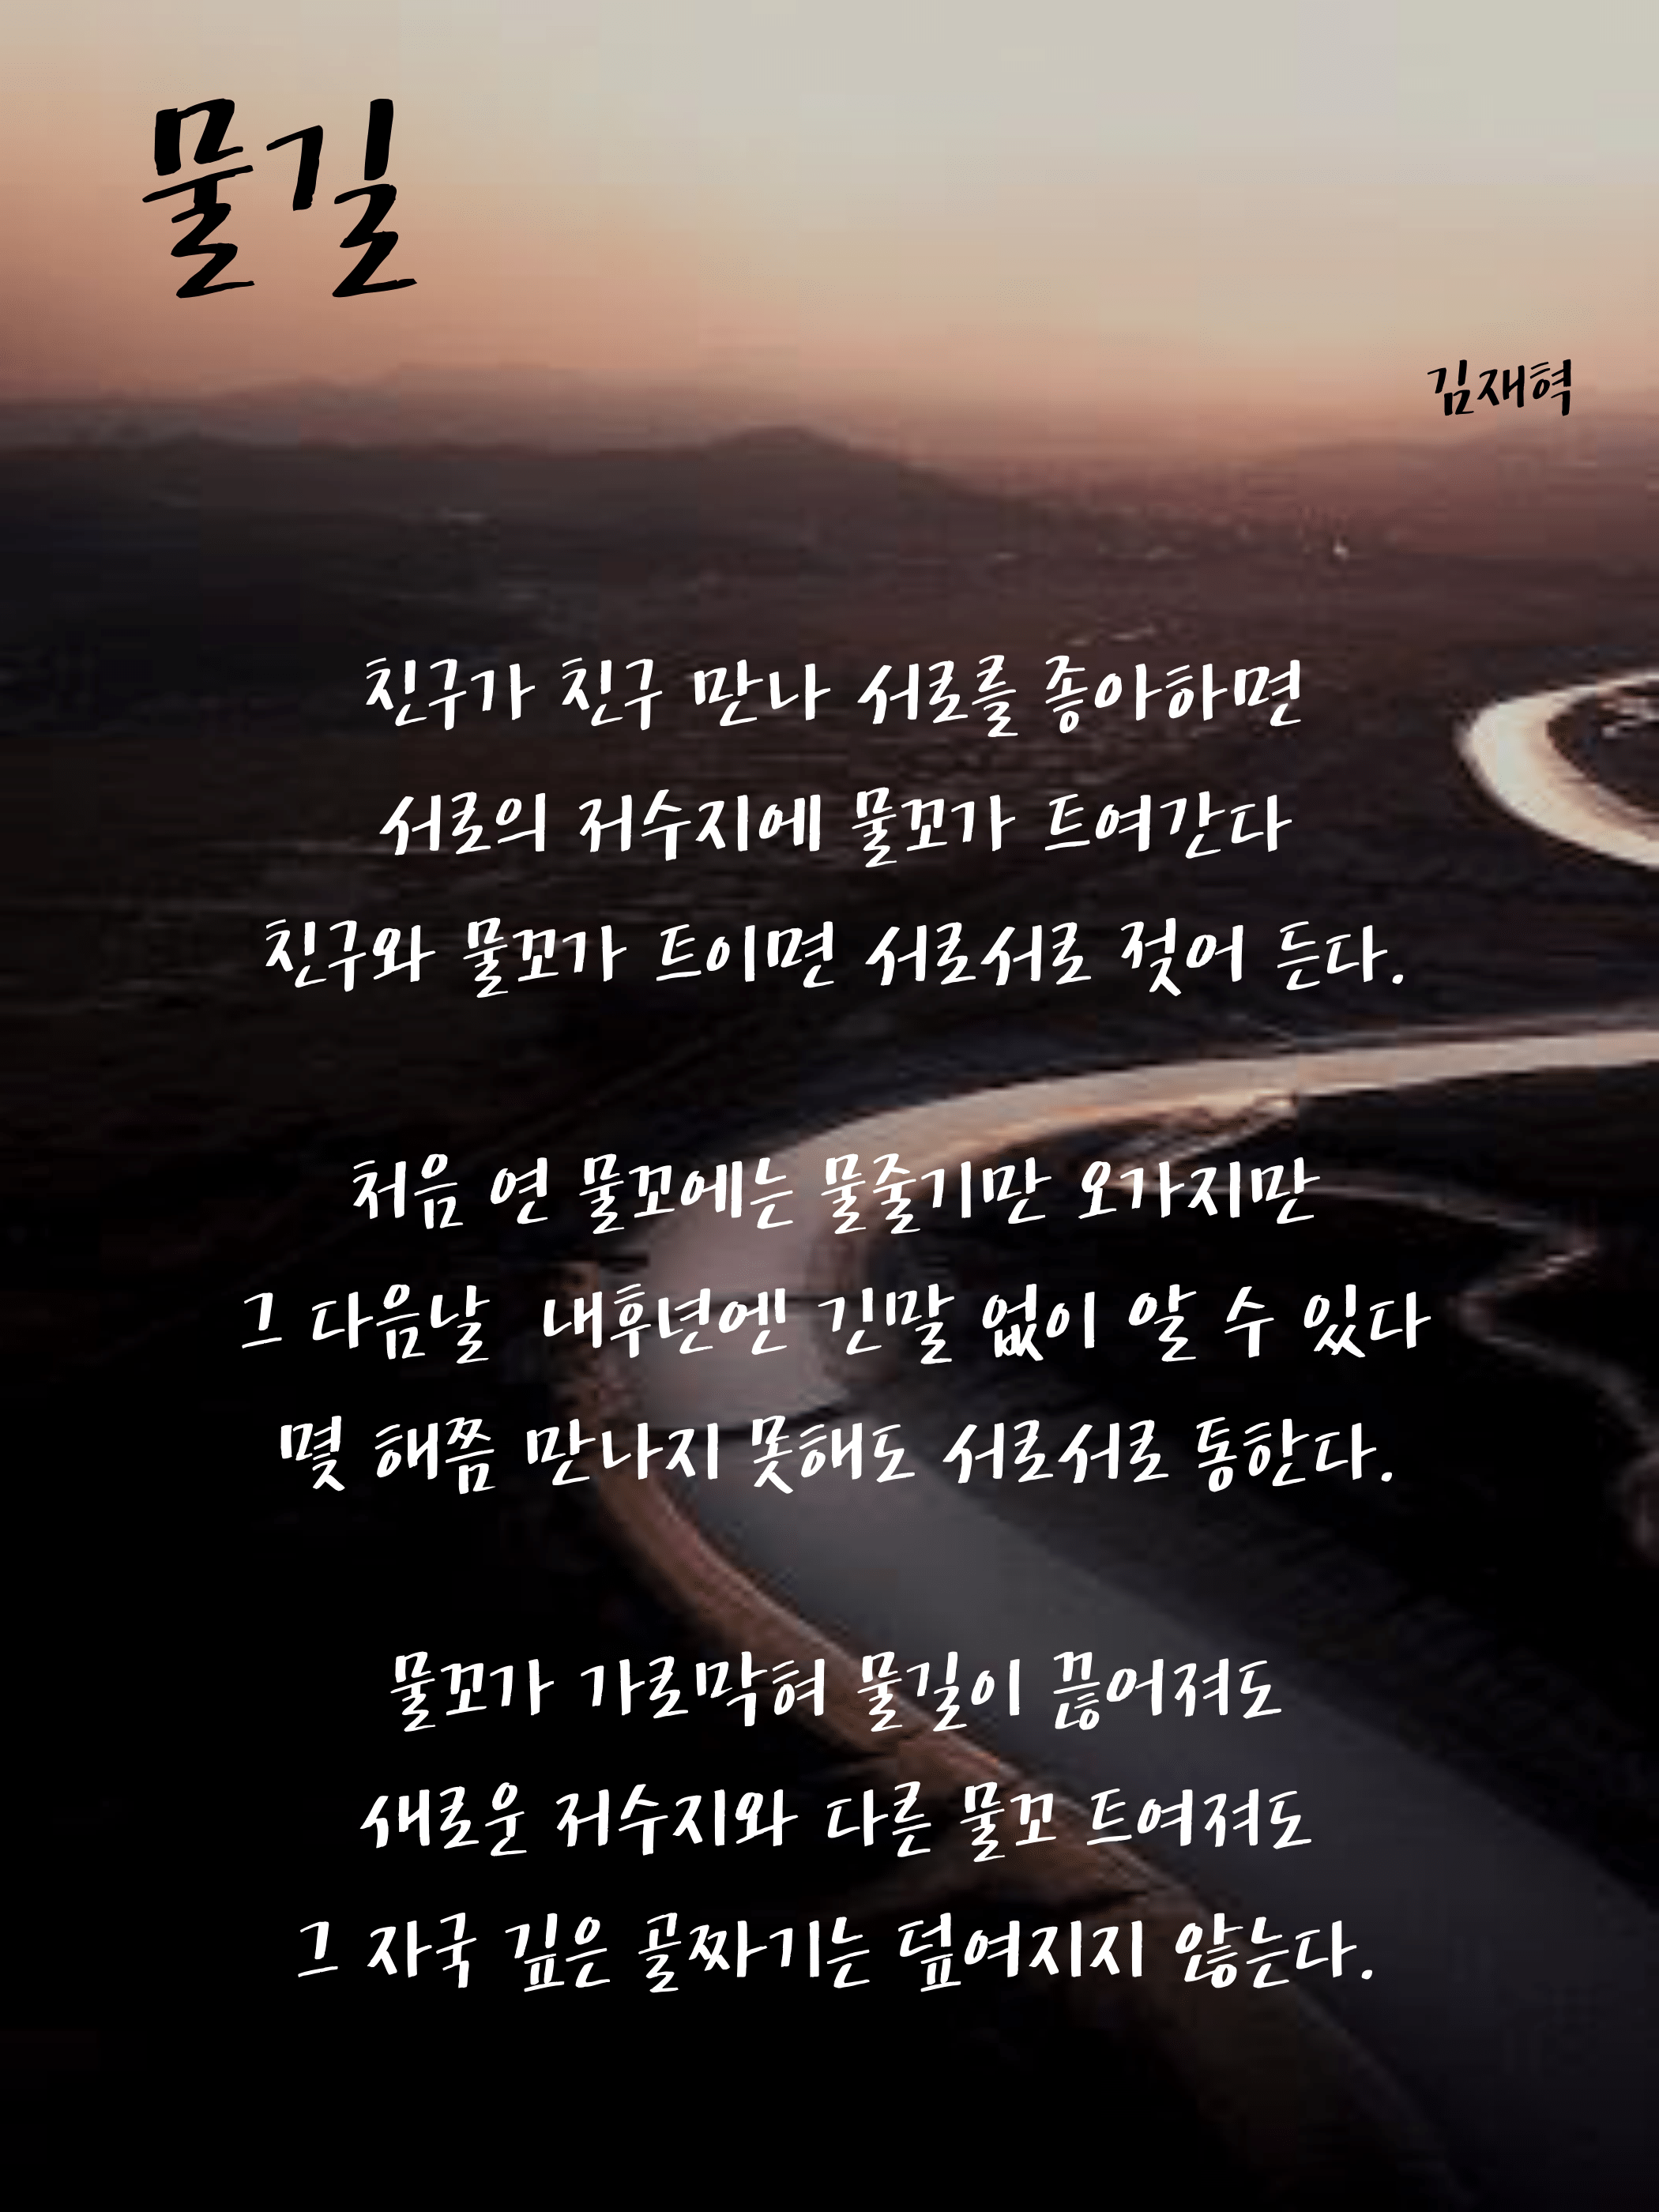 물길
김재혁
친구가 친구 만나 서로를 좋아하면
서로의 저수지에 물꼬가 트여간다
친구와 물꼬가 트이면 서로서로 젖어 든다.
처음 연 물꼬에는 물줄기만 오가지만
그 다음날  내후년엔 긴말 없이 알 수 있다
몇 해쯤 만나지 못해도 서로서로 통한다.
물꼬가 가로막혀 물길이 끊어져도
새로운 저수지와 다른 물꼬 트여져도
그 자국 깊은 골짜기는 덮여지지 않는다.